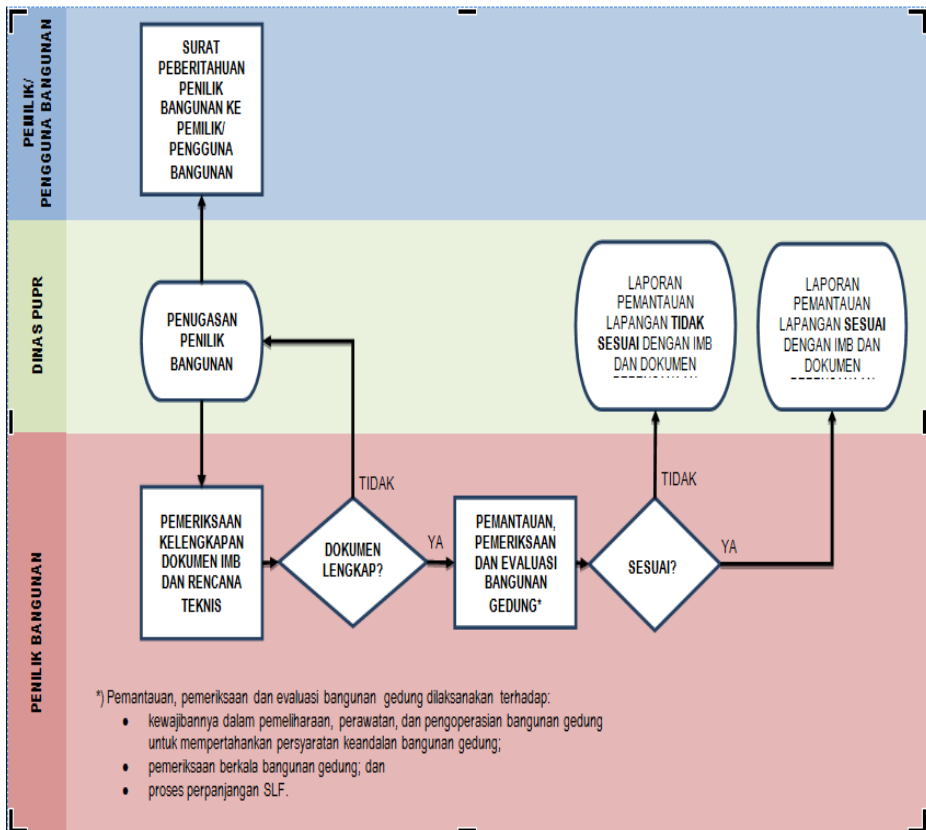 PEMILIK/
PENGGUNA BANGUNAN
SURAT
PEBERITAHUAN
PENILIK
BANGUNAN KE
PEMILIK/
PENGGUNA
BANGUNAN
DINAS PUPR
PENUGASAN
PENILIK
BANGUNAN
LAPORAN
PEMANTAUAN
LAPANGAN TIDAK
SESUAI DENGAN IMB
DAN DOKUMEN
LAPORAN
PEMANTAUAN
LAPANGAN SESUAI
DENGAN IMB DAN
DOKUMEN
PENILIK BANGUNAN
PEMERIKSAAN
KELENGKAPAN
DOKUMEN IMB
DAN RENCANA
TEKNIS
DOKUMEN
LENGKAP?
TIDAK
YA
PEMANTAUAN,
PEMERIKSAAN
DAN EVALUASI
BANGUNAN
GEDUNG*
SESUAI?
TIDAK
YA
*) Pemantauan, pemeriksaan dan evaluasi bangunan gedung dilaksanakan terhadap:
• kewajibannya dalam pemeliharaan, perawatan, dan pengoperasian bangunan gedung
untuk mempertahankan persyaratan keandalan bangunan gedung;
• pemeriksaan berkala bangunan gedung; dan
• proses perpanjangan SLF.